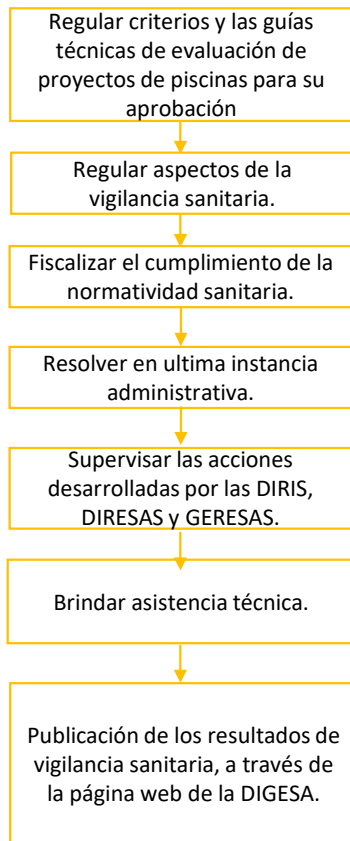 Regular criterios y las guías
técnicas de evaluación de
proyectos de piscinas para su
aprobación
Regular aspectos de la
vigilancia sanitaria.
Fiscalizar el cumplimiento de la
normatividad sanitaria.
Resolver en ultima instancia
administrativa.
Supervisar las acciones
desarrolladas por las DIRIS,
DIRESAS y GERESAS.
Brindar asistencia técnica.
Publicación de los resultados de
vigilancia sanitaria, a través de
la página web de la DIGESA.